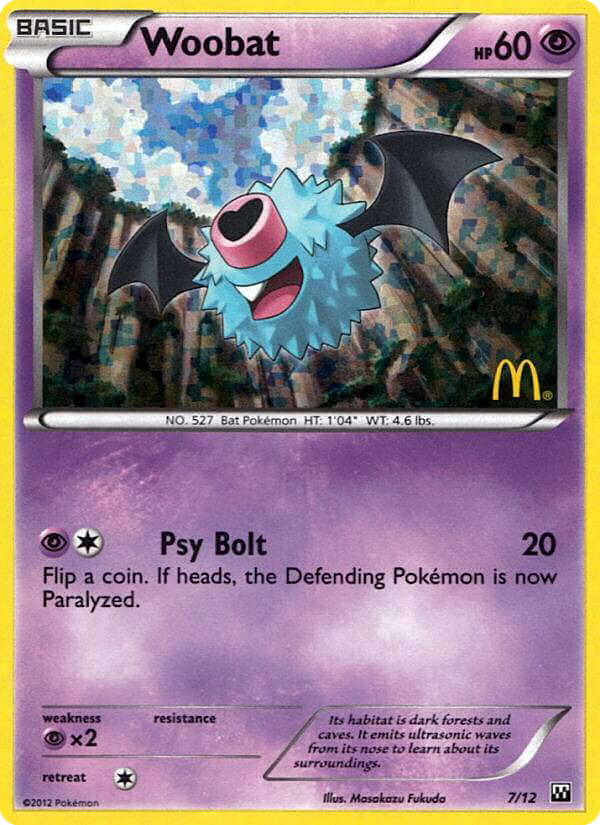 BASIC
Woobat
HP60
NO. 527 Bat Pokémon HT: 1'04" WT: 4.6 lbs.
Psy Bolt 20
Flip a coin. If heads, the Defending Pokémon is now
Paralyzed.
weakness resistance
x2
Its habitat is dark forests and
caves. It emits ultrasonic waves
from its nose to learn about its
surroundings.
retreat
©2012 Pokémon
Illus. Masakazu Fukuda
7/12